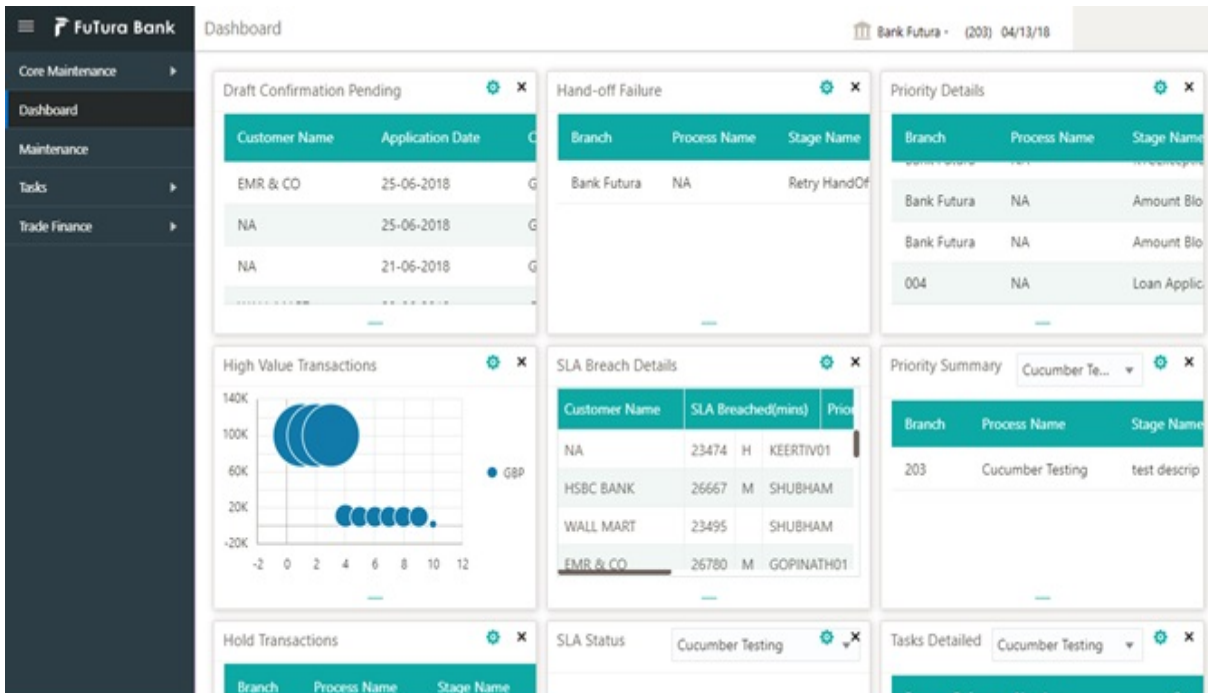 FuTura Bank
Dashboard
Bank Futura - (203) 04/13/18
Core Maintenance
Dashboard
Maintenance
Tasks
Trade Finance
Draft Confirmation Pending
Customer Name Application Date C
EMR & CO 25-06-2018 G
NA 25-06-2018 G
NA 21-06-2018 G
Hand-off Failure
Branch Process Name Stage Name
Bank Futura NA Retry HandOf
Priority Details
Branch Process Name Stage Name
Bank Futura NA Amount Blo
Bank Futura NA Amount Blo
004 NA Loan Applic
High Value Transactions
140K
100K
60K
20K
-20K
-2 0 2 4 6 8 10 12
GBP
SLA Breach Details
Customer Name SLA Breached(mins) Prio
NA 23474 H KEERTIV01
HSBC BANK 26667 M SHUBHAM
WALL MART 23495 SHUBHAM
EMR & CO 26780 M GOPINATH01
Priority Summary Cucumber Te...
Branch Process Name Stage Name
203 Cucumber Testing test descrip
Hold Transactions
Branch Process Name Stage Name
SLA Status Cucumber Testing
Tasks Detailed Cucumber Testing